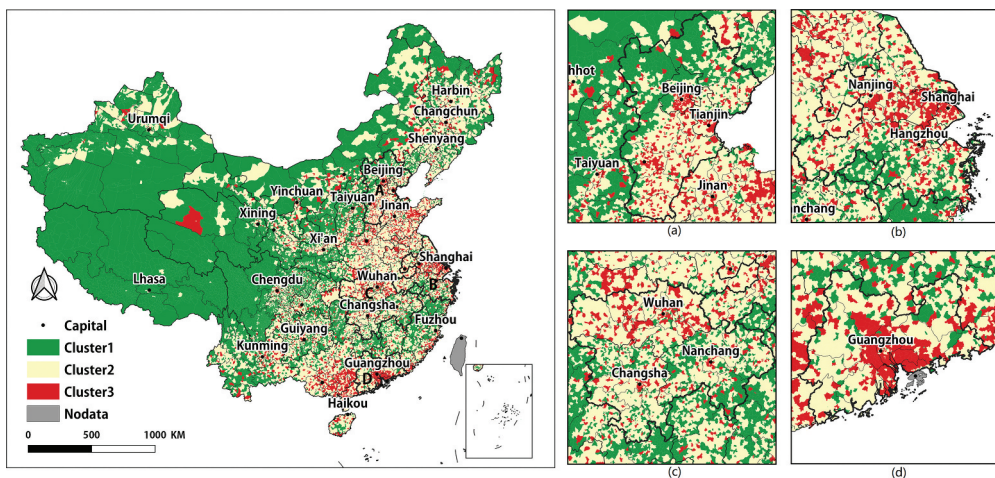 Urumqi
Harbin
Changchun
Shenyang
Beijing
A
Yinchuan
Taiyuan
Jinan
Xining
Xi'an
Lhasa
Chengdu
Wuhan
Shanghai
B
C
Changsha
Guiyang
Fuzhou
Kunming
Guangzhou
D
Haikou
Capital
Cluster1
Cluster2
Cluster3
Nodata
0 500 1000 KM
hhot
Beijing
Tianjin
Taiyuan
Jinan
(a)
Nanjing
Shanghai
Hangzhou
nchang
(b)
Wuhan
Nanchang
Changsha
(c)
Guangzhou
(d)